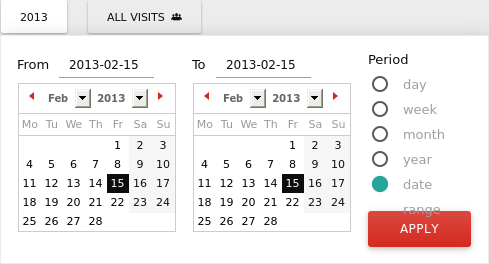 2013 ALL VISITS
From 2013-02-15 To 2013-02-15 Period
Feb 2013 Feb 2013 day
Mo Tu We Th Fr Sa Su Mo Tu We Th Fr Sa Su week
1 2 3 1 2 3 month
4 5 6 7 8 9 10 4 5 6 7 8 9 10 year
11 12 13 14 15 16 17 11 12 13 14 15 16 17 date
18 19 20 21 22 23 24 18 19 20 21 22 23 24 range
25 26 27 28 25 26 27 28 APPLY